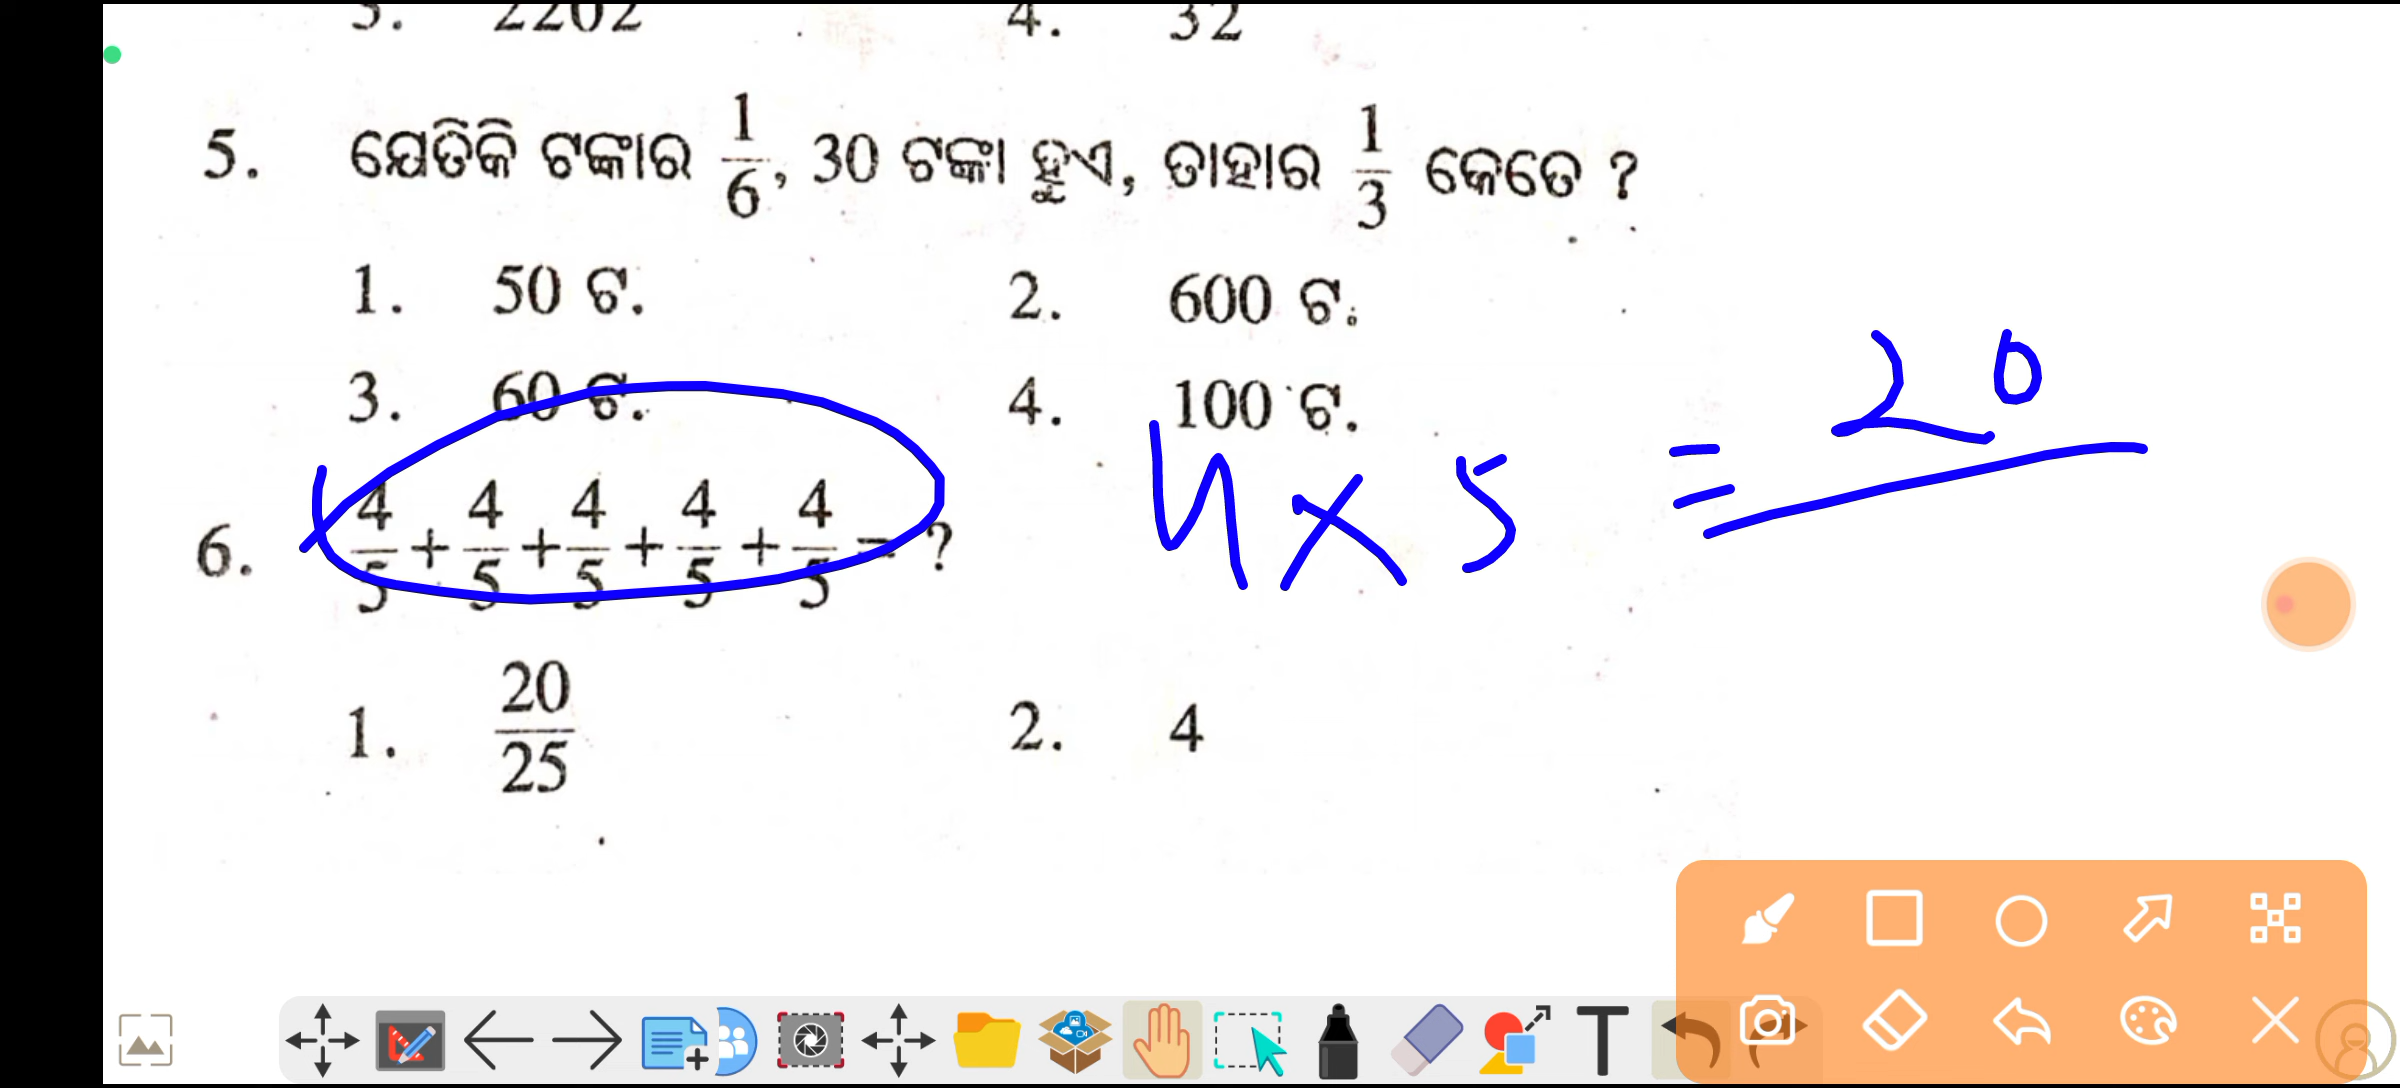 3. 2202 4. 32
5. ଯେତିକି ଟଙ୍କାର 1/6, 30 ଟଙ୍କା ହୁଏ, ତାହାର 1/3 କେତେ ?
1. 50 ଟ. 2. 600 ଟ.
3. 60 ଟ. 4. 100 ଟ.
6. 4/5 + 4/5 + 4/5 + 4/5 + 4/5 = ?
4 × 5 = 20
1. 20/25 2. 4
T